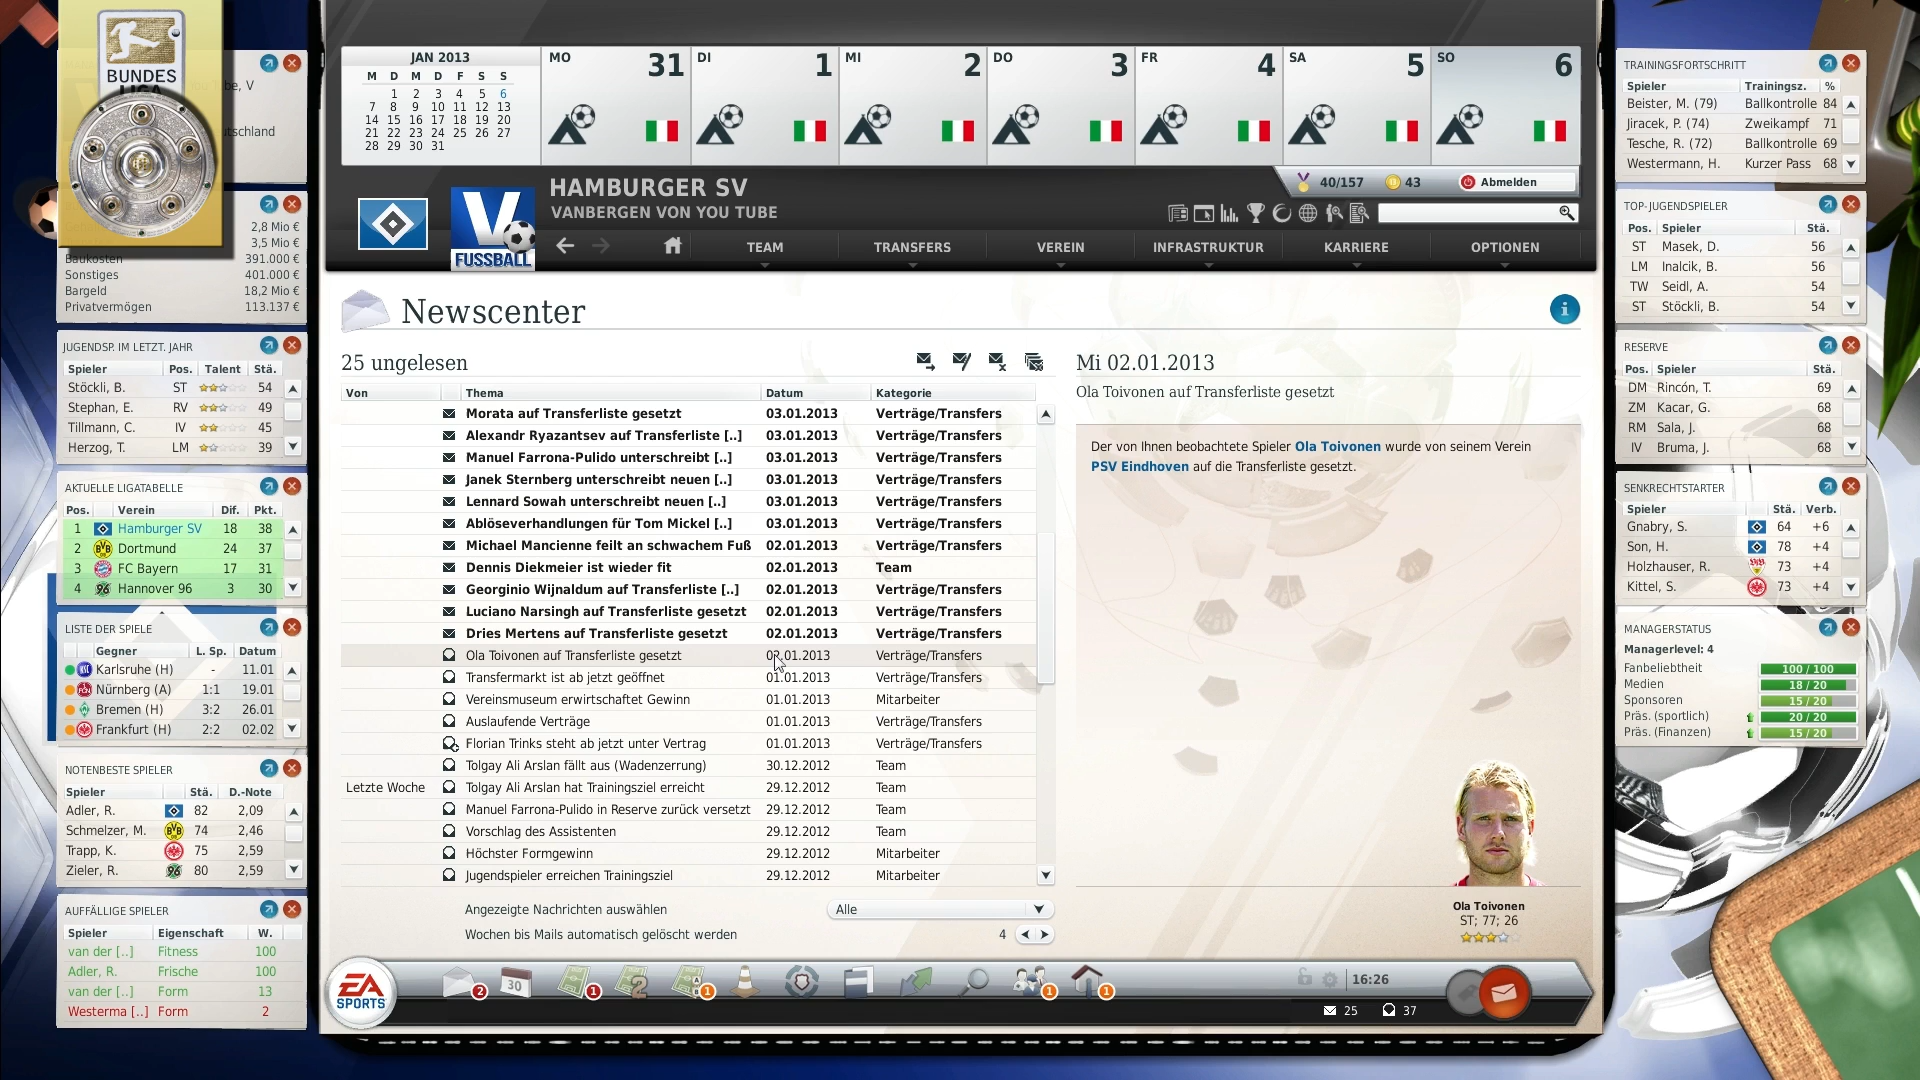 BUNDES
LIGA
be, V
utschland
2,8 Mio €
3,5 Mio €
Baukosten 391.000 €
Sonstiges 401.000 €
Bargeld 18,2 Mio €
Privatvermögen 113.137 €
JUGENDSP. IM LETZT. JAHR
Spieler Pos. Talent Stä.
Stöckli, B. ST 54
Stephan, E. RV 49
Tillmann, C. IV 45
Herzog, T. LM 39
AKTUELLE LIGATABELLE
Pos. Verein Dif. Pkt.
1 Hamburger SV 18 38
2 Dortmund 24 37
3 FC Bayern 17 31
4 Hannover 96 3 30
LISTE DER SPIELE
Gegner L. Sp. Datum
Karlsruhe (H) - 11.01
Nürnberg (A) 1:1 19.01
Bremen (H) 3:2 26.01
Frankfurt (H) 2:2 02.02
NOTENBESTE SPIELER
Spieler Stä. D.-Note
Adler, R. 82 2,09
Schmelzer, M. 74 2,46
Trapp, K. 75 2,59
Zieler, R. 80 2,59
AUFFÄLLIGE SPIELER
Spieler Eigenschaft W.
van der [..] Fitness 100
Adler, R. Frische 100
van der [..] Form 13
Westerma [..] Form 2
JAN 2013
M D M D F S S
1 2 3 4 5 6
7 8 9 10 11 12 13
14 15 16 17 18 19 20
21 22 23 24 25 26 27
28 29 30 31
MO 31 DI 1 MI 2 DO 3 FR 4 SA 5 SO 6
40/157 43 Abmelden
HAMBURGER SV
VANBERGEN VON YOU TUBE
V
FUSSBALL
TEAM TRANSFERS VEREIN INFRASTRUKTUR KARRIERE OPTIONEN
Newscenter
25 ungelesen
Von Thema Datum Kategorie
Morata auf Transferliste gesetzt 03.01.2013 Verträge/Transfers
Alexandr Ryazantsev auf Transferliste [..] 03.01.2013 Verträge/Transfers
Manuel Farrona-Pulido unterschreibt [..] 03.01.2013 Verträge/Transfers
Janek Sternberg unterschreibt neuen [..] 03.01.2013 Verträge/Transfers
Lennard Sowah unterschreibt neuen [..] 03.01.2013 Verträge/Transfers
Ablöseverhandlungen für Tom Mickel [..] 03.01.2013 Verträge/Transfers
Michael Mancienne feilt an schwachem Fuß 02.01.2013 Verträge/Transfers
Dennis Diekmeier ist wieder fit 02.01.2013 Team
Georginio Wijnaldum auf Transferliste [..] 02.01.2013 Verträge/Transfers
Luciano Narsingh auf Transferliste gesetzt 02.01.2013 Verträge/Transfers
Dries Mertens auf Transferliste gesetzt 02.01.2013 Verträge/Transfers
Ola Toivonen auf Transferliste gesetzt 02.01.2013 Verträge/Transfers
Transfermarkt ist ab jetzt geöffnet 01.01.2013 Verträge/Transfers
Vereinsmuseum erwirtschaftet Gewinn 01.01.2013 Mitarbeiter
Auslaufende Verträge 01.01.2013 Verträge/Transfers
Florian Trinks steht ab jetzt unter Vertrag 01.01.2013 Verträge/Transfers
Tolgay Ali Arslan fällt aus (Wadenzerrung) 30.12.2012 Team
Letzte Woche Tolgay Ali Arslan hat Trainingsziel erreicht 29.12.2012 Team
Manuel Farrona-Pulido in Reserve zurück versetzt 29.12.2012 Team
Vorschlag des Assistenten 29.12.2012 Team
Höchster Formgewinn 29.12.2012 Mitarbeiter
Jugendspieler erreichen Trainingsziel 29.12.2012 Mitarbeiter
Angezeigte Nachrichten auswählen Alle
Wochen bis Mails automatisch gelöscht werden 4
Mi 02.01.2013
Ola Toivonen auf Transferliste gesetzt
Der von Ihnen beobachtete Spieler Ola Toivonen wurde von seinem Verein
PSV Eindhoven auf die Transferliste gesetzt.
Ola Toivonen
ST; 77; 26
EA
SPORTS
2 30 1 2 1 1 1
16:26
25 37
TRAININGSFORTSCHRITT
Spieler Trainingsz. %
Beister, M. (79) Ballkontrolle 84
Jiracek, P. (74) Zweikampf 71
Tesche, R. (72) Ballkontrolle 69
Westermann, H. Kurzer Pass 68
TOP-JUGENDSPIELER
Pos. Spieler Stä.
ST Masek, D. 56
LM Inalcik, B. 56
TW Seidl, A. 54
ST Stöckli, B. 54
RESERVE
Pos. Spieler Stä.
DM Rincón, T. 69
ZM Kacar, G. 68
RM Sala, J. 68
IV Bruma, J. 68
SENKRECHTSTARTER
Spieler Stä. Verb.
Gnabry, S. 64 +6
Son, H. 78 +4
Holzhauser, R. 73 +4
Kittel, S. 73 +4
MANAGERSTATUS
Managerlevel: 4
Fanbeliebtheit 100 / 100
Medien 18 / 20
Sponsoren 15 / 20
Präs. (sportlich) 20 / 20
Präs. (Finanzen) 15 / 20